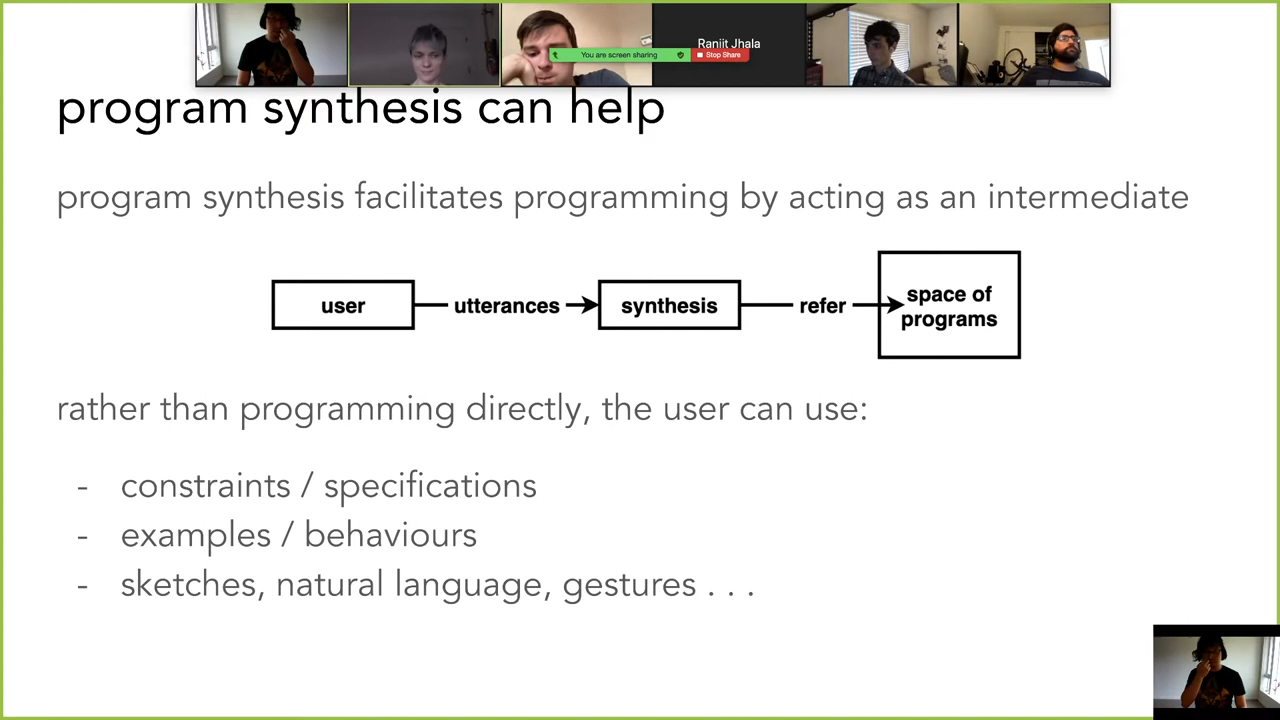 Ranjit Jhala
You are screen sharing
Stop Share
program synthesis can help
program synthesis facilitates programming by acting as an intermediate
user
utterances
synthesis
refer
space of
programs
rather than programming directly, the user can use:
- constraints / specifications
- examples / behaviours
- sketches, natural language, gestures . . .